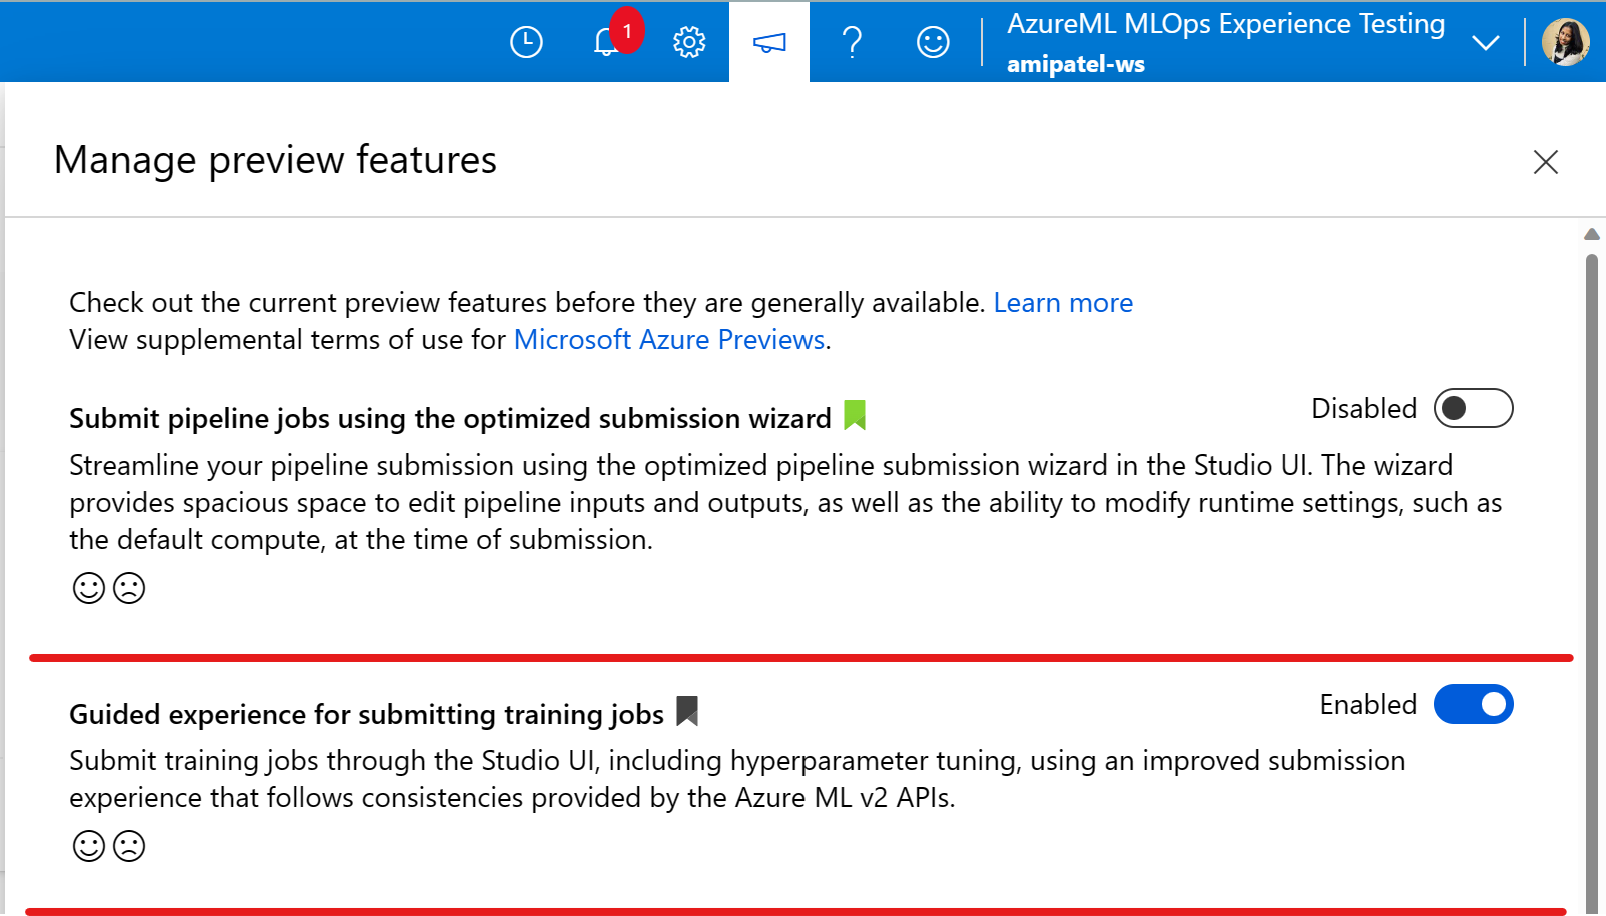 1
AzureML MLOps Experience Testing
amipatel-ws
Manage preview features
Check out the current preview features before they are generally available. Learn more
View supplemental terms of use for Microsoft Azure Previews.
Submit pipeline jobs using the optimized submission wizard
Disabled
Streamline your pipeline submission using the optimized pipeline submission wizard in the Studio UI. The wizard
provides spacious space to edit pipeline inputs and outputs, as well as the ability to modify runtime settings, such as
the default compute, at the time of submission.
Guided experience for submitting training jobs
Enabled
Submit training jobs through the Studio UI, including hyperparameter tuning, using an improved submission
experience that follows consistencies provided by the Azure ML v2 APIs.